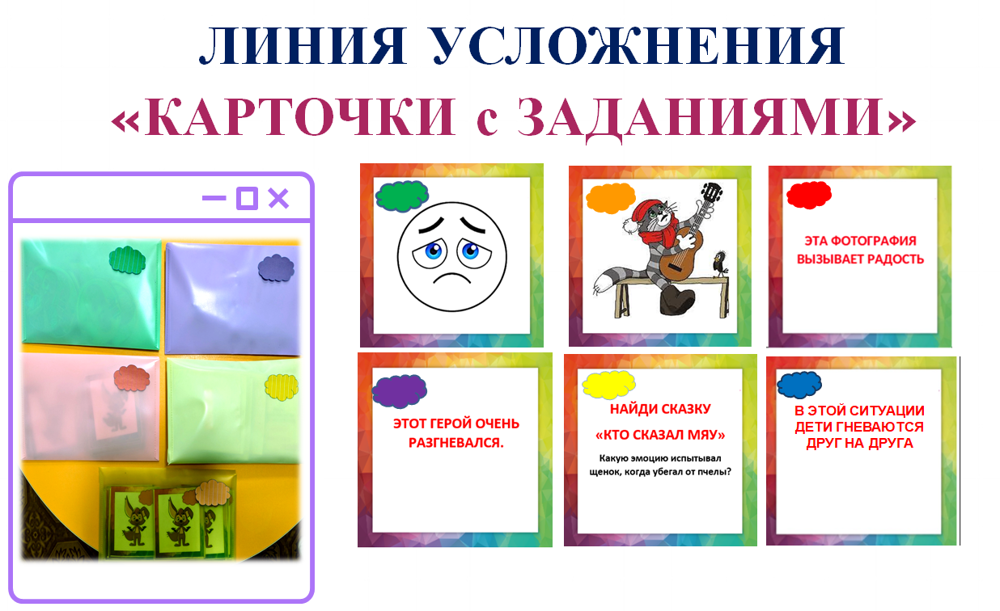 ЛИНИЯ УСЛОЖНЕНИЯ
«КАРТОЧКИ с ЗАДАНИЯМИ»
ЭТА ФОТОГРАФИЯ
ВЫЗЫВАЕТ РАДОСТЬ
ЭТОТ ГЕРОЙ ОЧЕНЬ
РАЗГНЕВАЛСЯ.
НАЙДИ СКАЗКУ
«КТО СКАЗАЛ МЯУ»
Какую эмоцию испытывал
щенок, когда убегал от пчелы?
В ЭТОЙ СИТУАЦИИ
ДЕТИ ГНЕВАЮТСЯ
ДРУГ НА ДРУГА